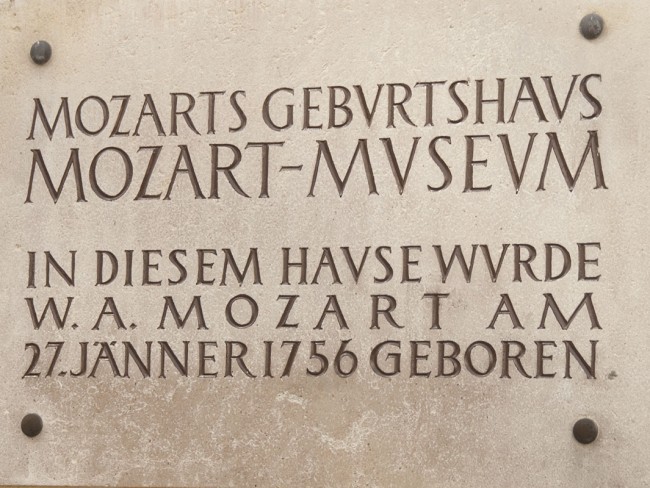 MOZARTS GEBVRTSHAVS
MOZART-MVSEVM
IN DIESEM HAVSE WVRDE
W. A. MOZART AM
27. JÄNNER 1756 GEBOREN.